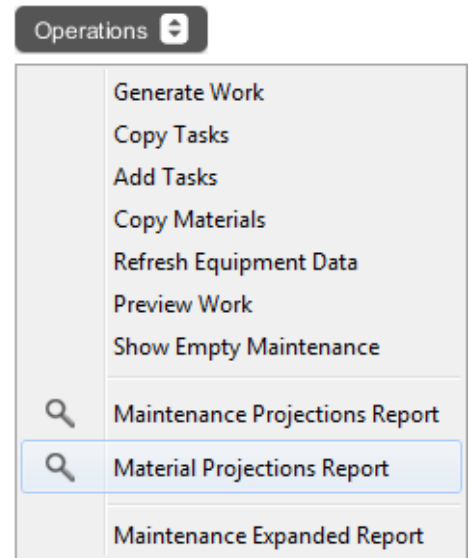 Operations
Generate Work
Copy Tasks
Add Tasks
Copy Materials
Refresh Equipment Data
Preview Work
Show Empty Maintenance
Maintenance Projections Report
Material Projections Report
Maintenance Expanded Report